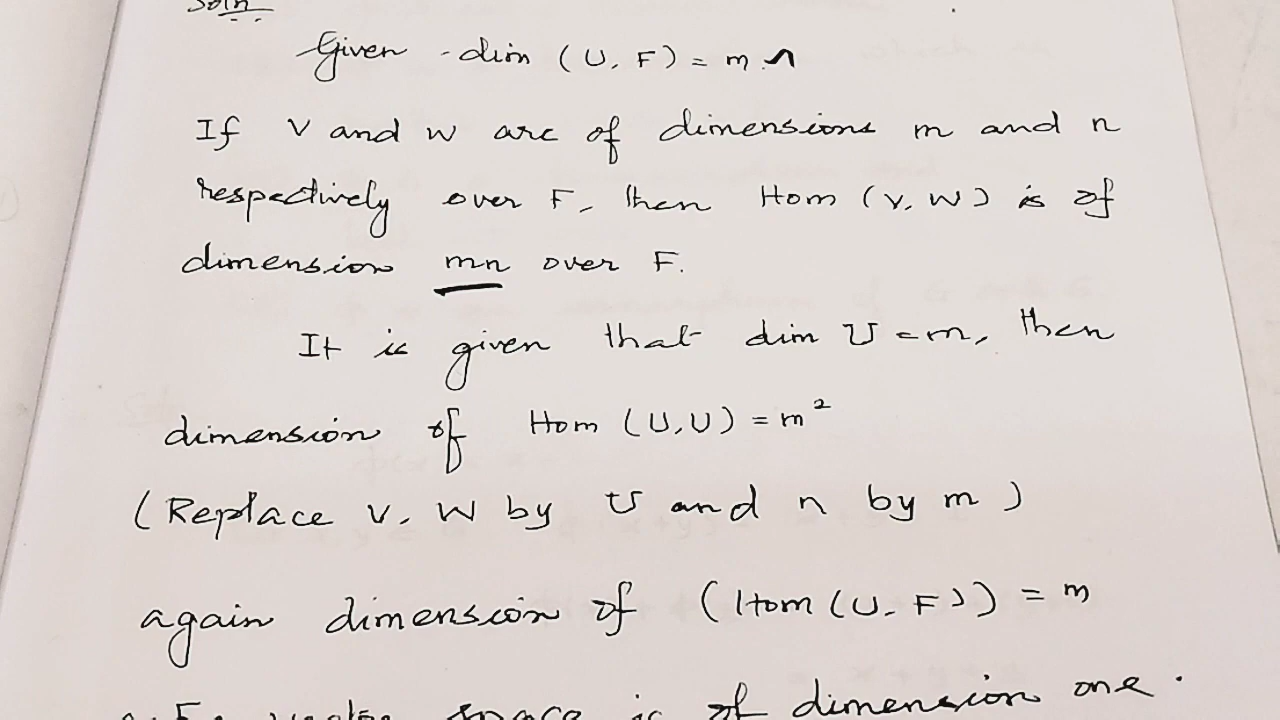 Soln
Given - dim (U, F) = m
If V and W are of dimensions m and n
respectively over F, then Hom (V, W) is of
dimension mn over F.
It is given that dim U = m, then
dimension of Hom (U, U) = m²
(Replace V, W by U and n by m)
again dimension of (Hom (U, F)) = m
F, vector space is of dimension one.